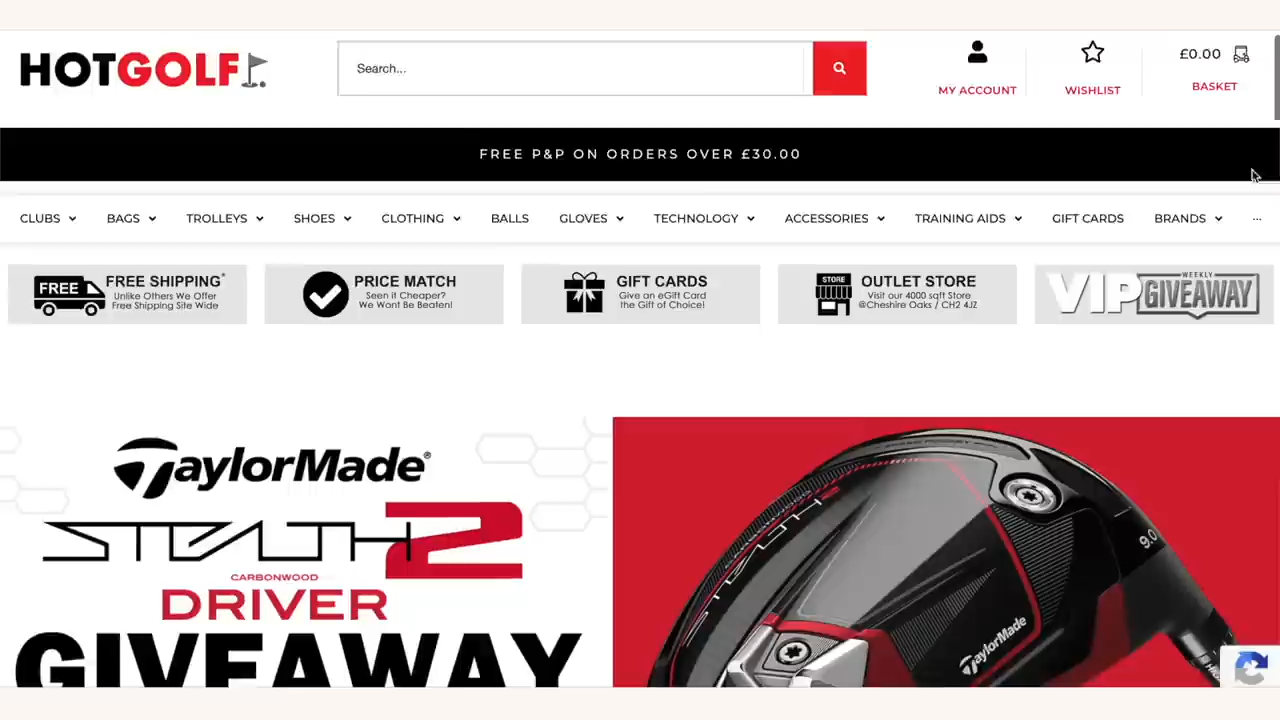 HOTGOLF
Search...
MY ACCOUNT
WISHLIST
£0.00
BASKET
FREE P&P ON ORDERS OVER £30.00
CLUBS BAGS TROLLEYS SHOES CLOTHING BALLS GLOVES TECHNOLOGY ACCESSORIES TRAINING AIDS GIFT CARDS BRANDS ...
FREE
FREE SHIPPING*
Unlike Others We Offer
Free Shipping Site Wide
PRICE MATCH
Seen it Cheaper?
We Wont Be Beaten!
GIFT CARDS
Give an eGift Card
the Gift of Choice!
STORE
OUTLET STORE
Visit our 4000 sqft Store
@Cheshire Oaks / CH2 4JZ
VIP WEEKLY
GIVEAWAY
TaylorMade®
STEALTH 2
CARBONWOOD
DRIVER
GIVEAWAY
STEALTH 2
9.0
TaylorMade